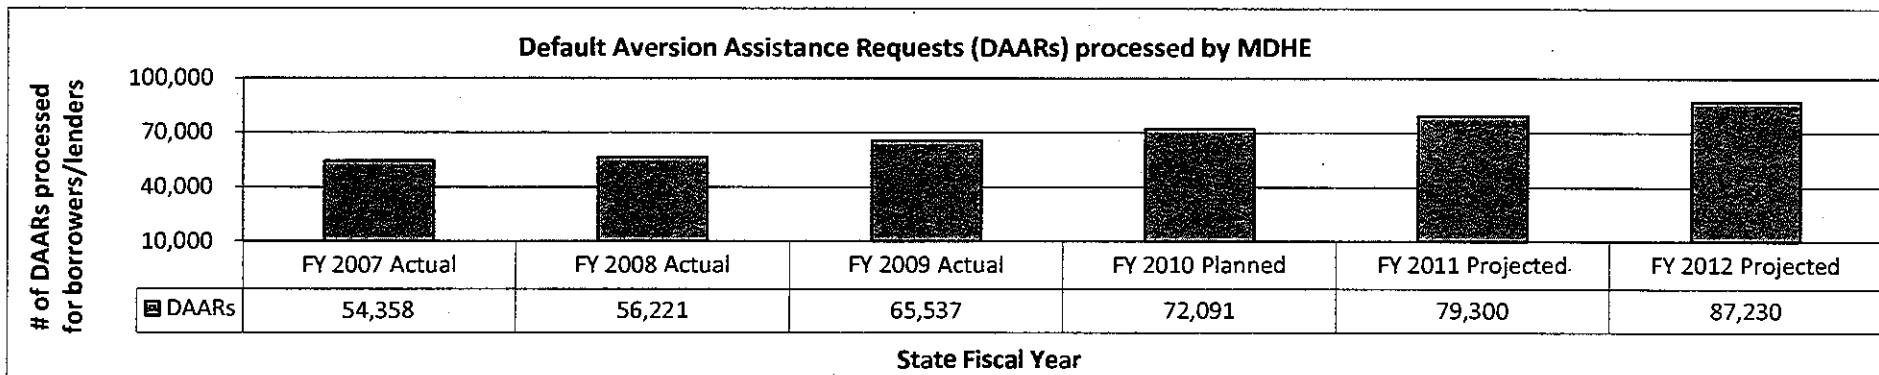 Default Aversion Assistance Requests (DAARs) processed by MDHE
# of DAARs processed
for borrowers/lenders
100,000
70,000
40,000
10,000
FY 2007 Actual FY 2008 Actual FY 2009 Actual FY 2010 Planned FY 2011 Projected FY 2012 Projected
DAARs 54,358 56,221 65,537 72,091 79,300 87,230
State Fiscal Year